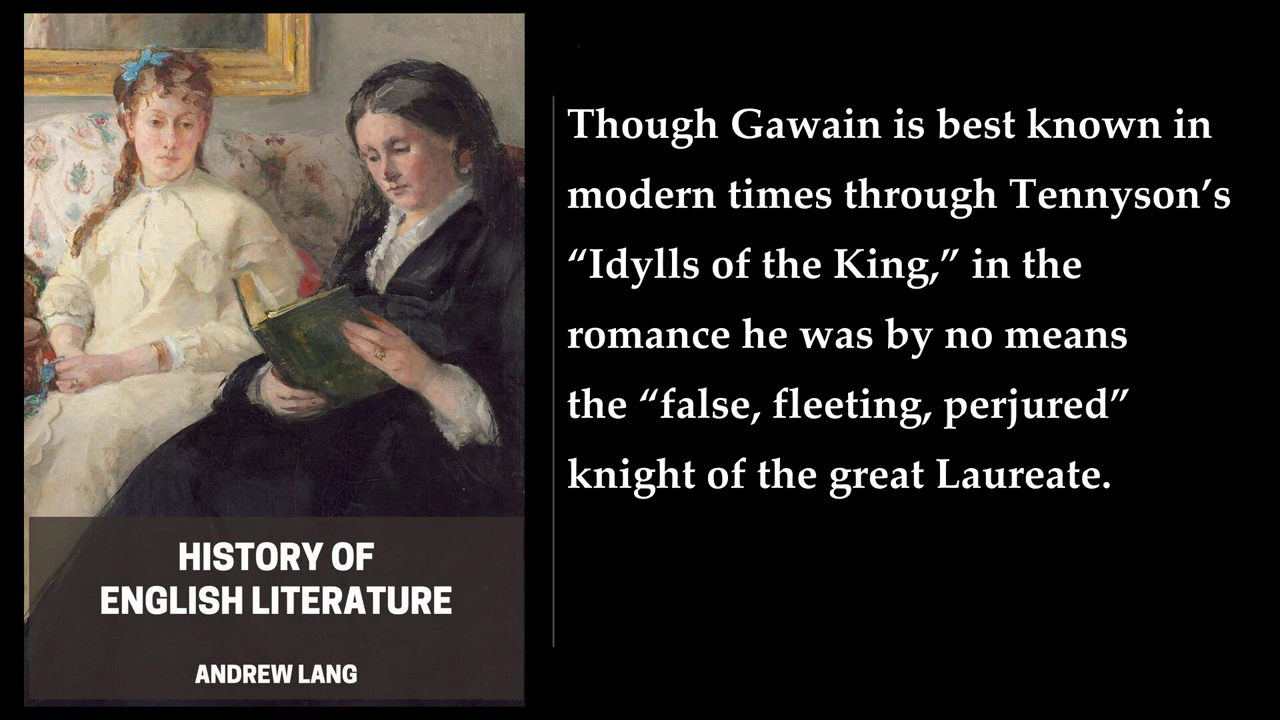 HISTORY OF
ENGLISH LITERATURE
ANDREW LANG
Though Gawain is best known in
modern times through Tennyson’s
“Idylls of the King,” in the
romance he was by no means
the “false, fleeting, perjured”
knight of the great Laureate.